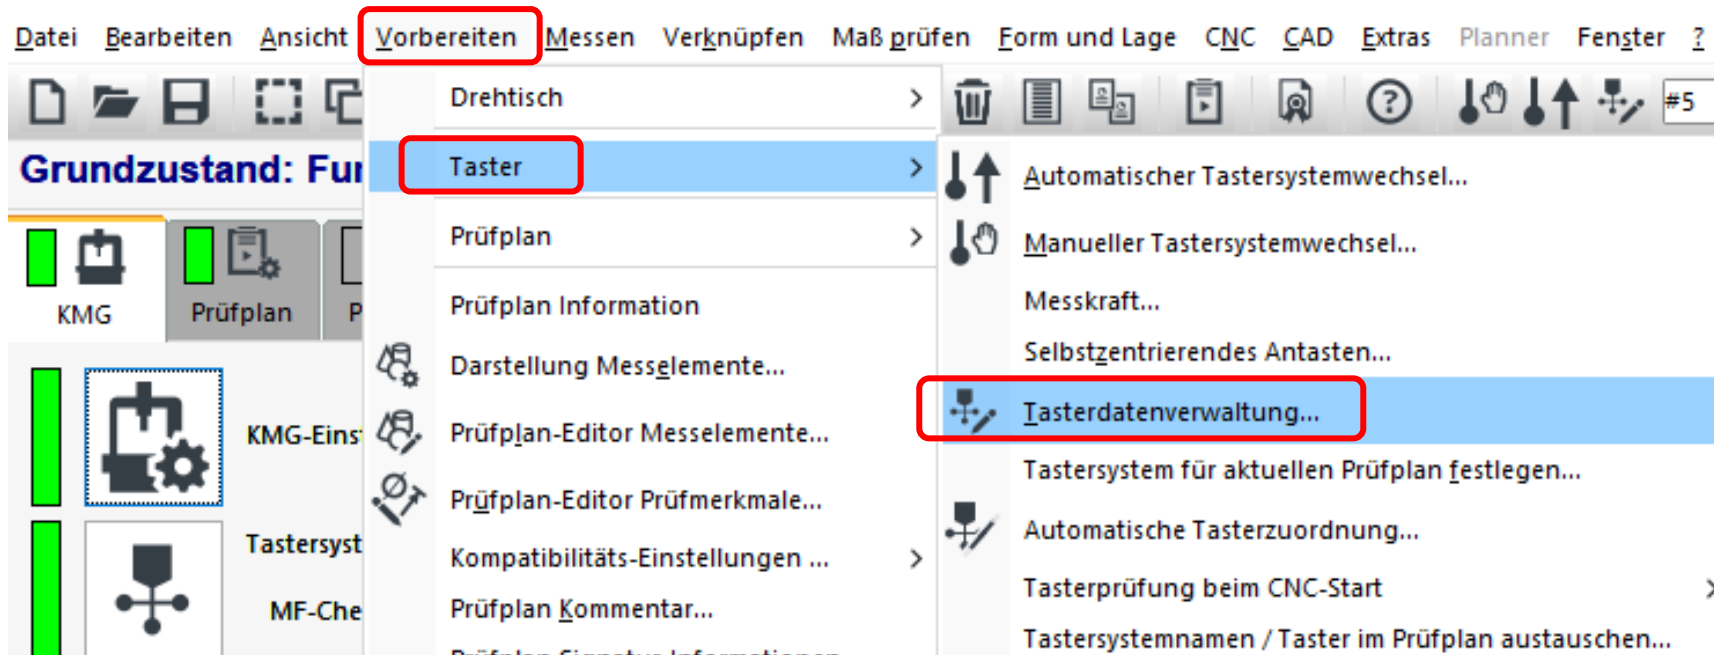 Datei Bearbeiten Ansicht Vorbereiten Messen Verknüpfen Maß prüfen Form und Lage CNC CAD Extras Planner Fenster ?
#5
Grundzustand: Fur
KMG
Prüfplan
P
KMG-Eins
Tastersyst
MF-Che
Drehtisch
Taster
Prüfplan
Prüfplan Information
Darstellung Messelemente...
Prüfplan-Editor Messelemente...
Prüfplan-Editor Prüfmerkmale...
Kompatibilitäts-Einstellungen ...
Prüfplan Kommentar...
Automatischer Tastersystemwechsel...
Manueller Tastersystemwechsel...
Messkraft...
Selbstzentrierendes Antasten...
Tasterdatenverwaltung...
Tastersystem für aktuellen Prüfplan festlegen...
Automatische Tasterzuordnung...
Tasterprüfung beim CNC-Start
Tastersystemnamen / Taster im Prüfplan austauschen...